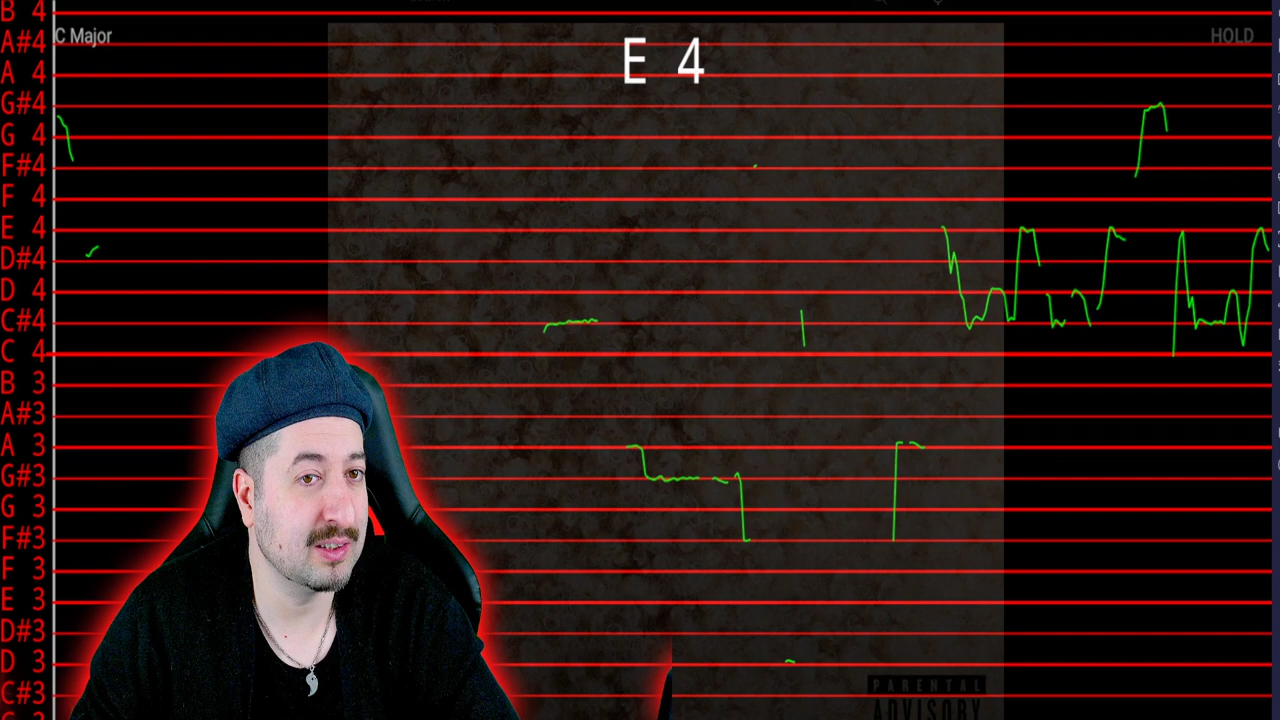 B 4
A#4
C Major
E 4
HOLD
A 4
G#4
G 4
F#4
F 4
E 4
D#4
D 4
C#4
C 4
B 3
A#3
A 3
G#3
G 3
F#3
F 3
E 3
D#3
D 3
C#3
PARENTAL
ADVISORY